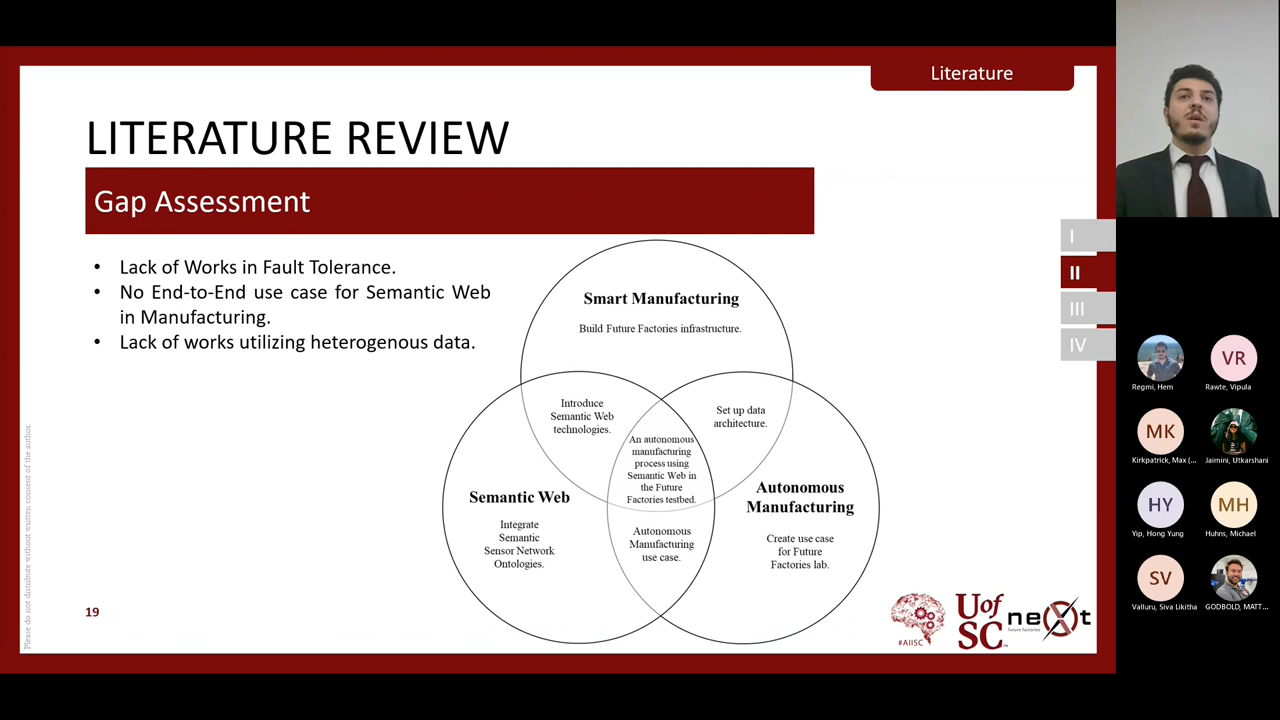 Literature
LITERATURE REVIEW
Gap Assessment
• Lack of Works in Fault Tolerance.
• No End-to-End use case for Semantic Web
in Manufacturing.
• Lack of works utilizing heterogenous data.
Smart Manufacturing
Build Future Factories infrastructure.
Introduce
Semantic Web
technologies.
Set up data
architecture.
An autonomous
manufacturing
process using
Semantic Web in
the Future
Factories testbed.
Semantic Web
Integrate
Semantic
Sensor Network
Ontologies.
Autonomous
Manufacturing
use case.
Autonomous
Manufacturing
Create use case
for Future
Factories lab.
I
II
III
IV
Please do not distribute without written consent of the author.
19
#AIISC
U of
SC
neXt
Future Factories
Regmi, Hem
VR
Rawte, Vipula
MK
Kirkpatrick, Max (...
Jaimini, Utkarshani
HY
Yip, Hong Yung
MH
Huhns, Michael
SV
Valluru, Siva Likitha
GODBOLD, MATT...